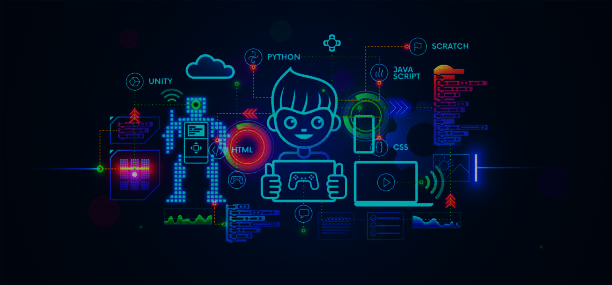 SCRATCH
PYTHON
JAVA
SCRIPT
UNITY
HTML
CSS